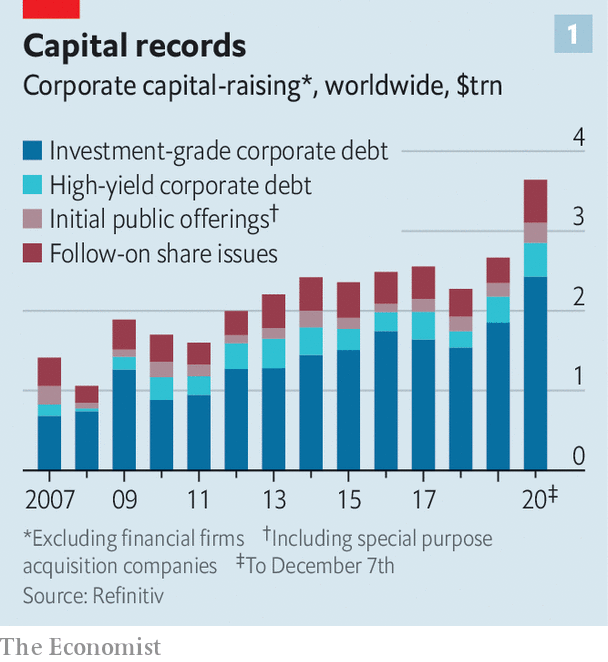 Capital records
1
Corporate capital-raising*, worldwide, $trn
Investment-grade corporate debt
High-yield corporate debt
Initial public offerings†
Follow-on share issues
4
3
2
1
0
2007 09 11 13 15 17 20‡
*Excluding financial firms †Including special purpose
acquisition companies ‡To December 7th
Source: Refinitiv
The Economist